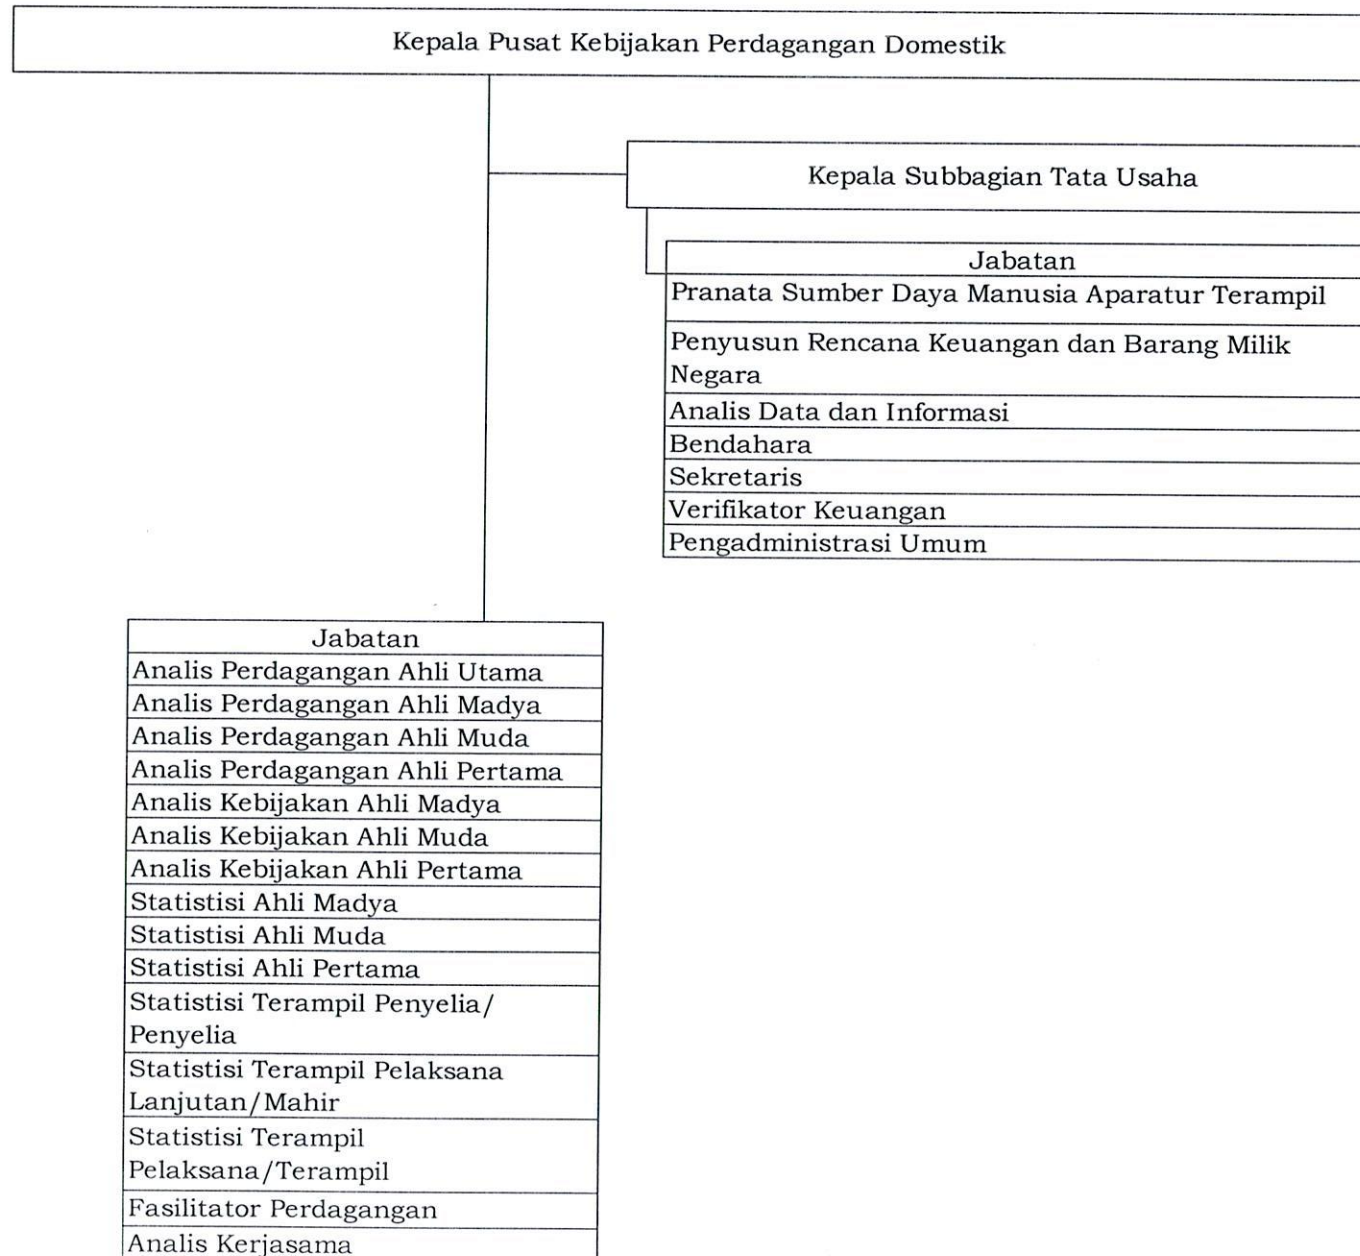 Kepala Pusat Kebijakan Perdagangan Domestik
Kepala Subbagian Tata Usaha
Jabatan
Pranata Sumber Daya Manusia Aparatur Terampil
Penyusun Rencana Keuangan dan Barang Milik
Negara
Analis Data dan Informasi
Bendahara
Sekretaris
Verifikator Keuangan
Pengadministrasi Umum
Jabatan
Analis Perdagangan Ahli Utama
Analis Perdagangan Ahli Madya
Analis Perdagangan Ahli Muda
Analis Perdagangan Ahli Pertama
Analis Kebijakan Ahli Madya
Analis Kebijakan Ahli Muda
Analis Kebijakan Ahli Pertama
Statistisi Ahli Madya
Statistisi Ahli Muda
Statistisi Ahli Pertama
Statistisi Terampil Penyelia/
Penyelia
Statistisi Terampil Pelaksana
Lanjutan/Mahir
Statistisi Terampil
Pelaksana/Terampil
Fasilitator Perdagangan
Analis Kerjasama